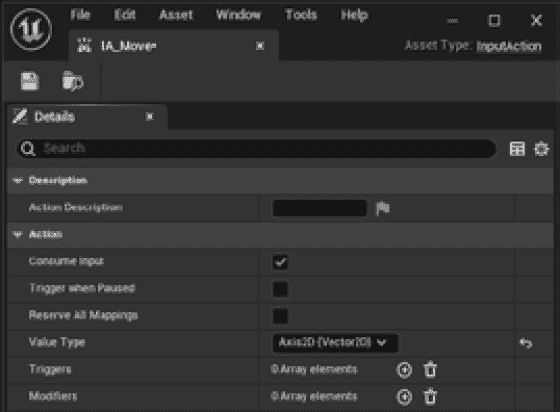 File Edit Asset Window Tools Help
IA_Move*
Asset Type: InputAction
Details
Search
Description
Action Description
Action
Consume Input
Trigger when Paused
Reserve All Mappings
Value Type Axis2D (Vector2D)
Triggers 0 Array elements
Modifiers 0 Array elements